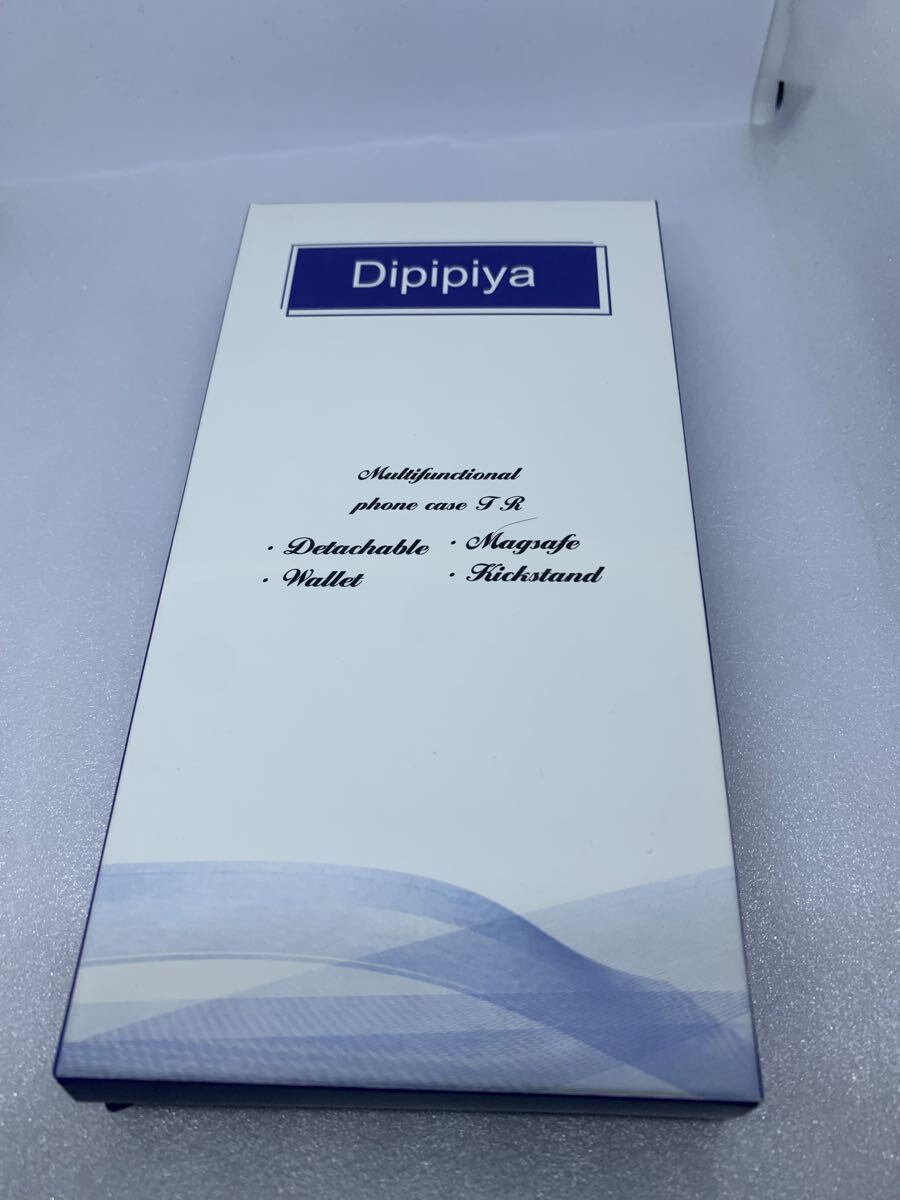 Dipipiya
Multifunctional
phone case T R
· Detachable · Magsafe
· Wallet · Kickstand